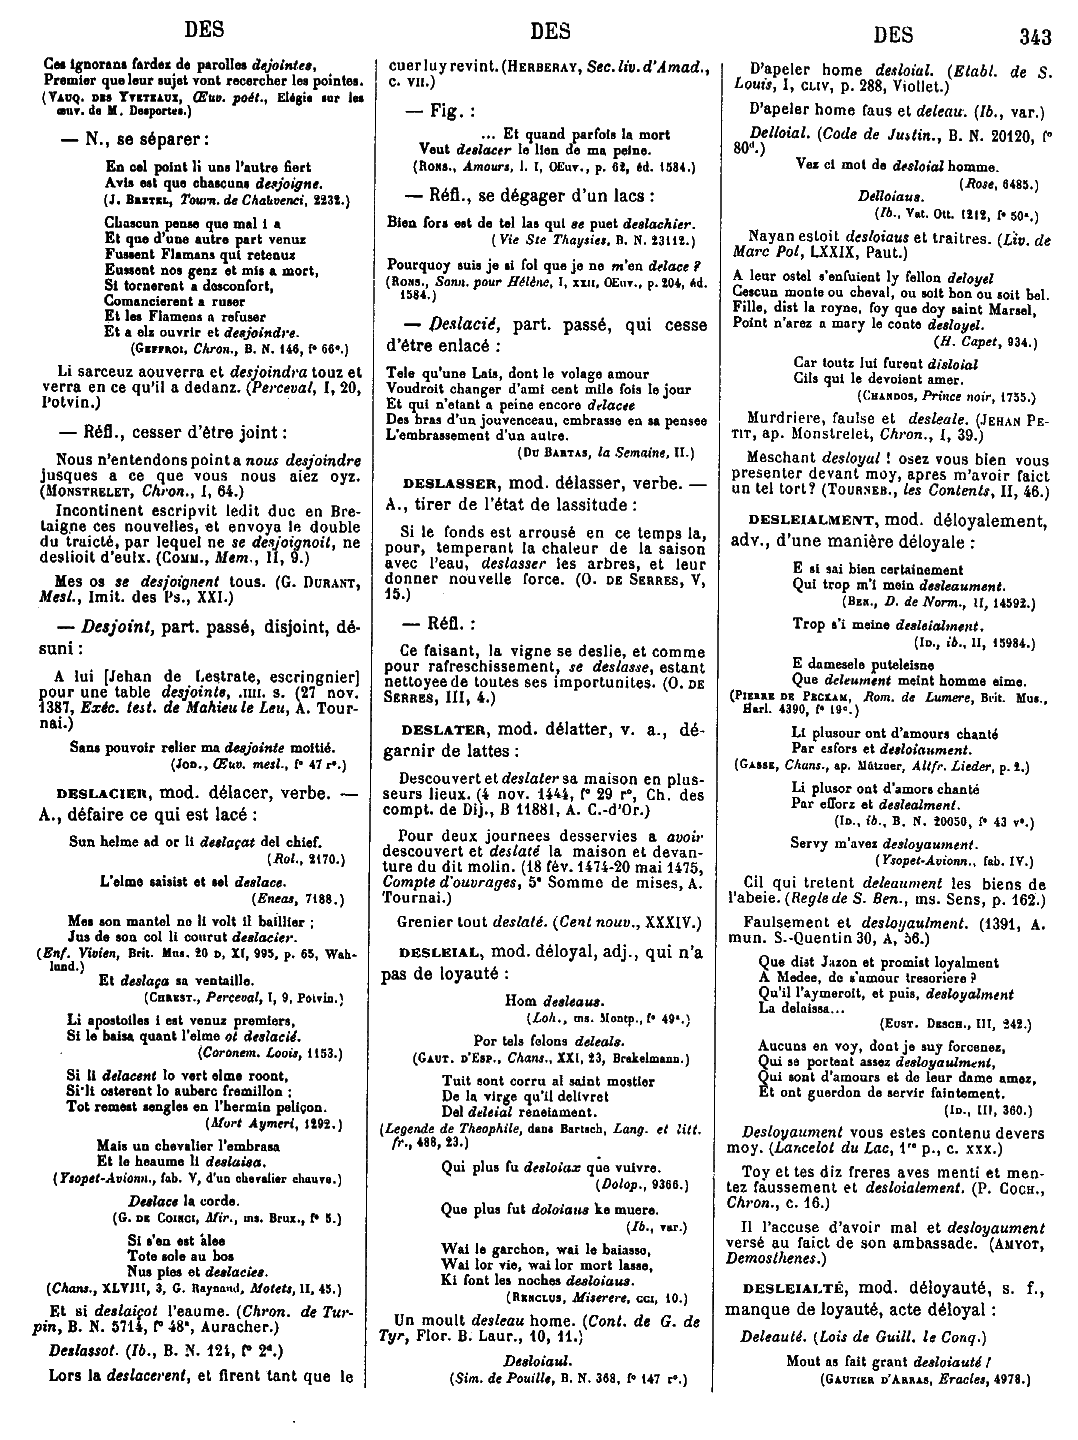 DES
DES
DES
343
Ces ignorans fardez de parolles dejointes,
Premier que leur sujet vont recercher les pointes.
(VAUQ. DES YVETEAUX, Œuv. poét., Elégie sur les
œuv. de M. Desportes.)
— N., se séparer :
En cel point li uns l'autre fiert
Avis est que chascuns desjoigne.
(J. BRETEL, Tourn. de Chauvenci, 2232.)
Chascun pense que mal i a
Et que d'une autre part venuz
Fussent Flamans qui retenuz
Eussent nos genz et mis a mort,
Si tornerent a desconfort,
Comancierent a ruser
Et les Flamens a refuser
Et a els ouvrir et desjoindre.
(GEFFROI, Chron., B. N. 146, f° 66ᵉ.)
Li sarceuz aouverra et desjoindra touz et
verra en ce qu'il a dedanz. (Perceval, I, 20,
Potvin.)
— Réfl., cesser d'être joint :
Nous n'entendons point a nous desjoindre
jusques a ce que vous nous aiez oyz.
(MONSTRELET, Chron., I, 64.)
Incontinent escripvit ledit duc en Bre-
taigne ces nouvelles, et envoya le double
du traicté, par lequel ne se desjoignoit, ne
deslioit d'eulx. (COMM., Mem., II, 9.)
Mes os se desjoignent tous. (G. DURANT,
Mesl., Imit. des Ps., XXI.)
— Desjoint, part. passé, disjoint, dé-
suni :
A lui [Jehan de Lestrate, escringnier]
pour une table desjointe, .IIII. s. (27 nov.
1387, Exéc. test. de Mahieu le Leu, A. Tour-
nai.)
Sans pouvoir relier ma desjointe moitié.
(JOD., Œuv. mesl., f° 47 r°.)
DESLACIER, mod. délacer, verbe. —
A., défaire ce qui est lacé :
Sun helme ad or li deslaçat del chief.
(Rol., 2170.)
L'elme saisist et sel deslace.
(Eneas, 7188.)
Mes son mantel ne li volt il baillier ;
Jus de son col li courut deslacier.
(Enf. Vivien, Brit. Mus. 20 D, XI, 995, p. 65, Wah-
lund.)
Et deslaça sa ventaille.
(CHREST., Perceval, I, 9, Potvin.)
Li apostoiles i est venuz premiers,
Si le baisa quant l'elme ot deslacié.
(Coronem. Loois, 1153.)
Si li delacent lo vert elme roont,
Si li osterent lo auberc fremillon ;
Tot remest sengles en l'hermin peliçon.
(Mort Aymeri, 1292.)
Mais un chevalier l'embrasa
Et le heaume li deslaisa.
(Ysopet-Avionn., fab. V, d'un chevalier chauve.)
Deslace la corde.
(G. DE COINCI, Mir., ms. Brux., f° 5.)
Si s'en est àlee
Tote sole au bos
Nus pies et deslacies.
(Chans., XLVIII, 3, G. Raynaud, Motets, II, 45.)
Et si deslaiçot l'eaume. (Chron. de Tur-
pin, B. N. 5714, f° 48ᵃ, Auracher.)
Deslassot. (Ib., B. N. 124, f° 2ᵈ.)
Lors la deslacerent, et firent tant que le
cuer luy revint. (HERBERAY, Sec. liv. d'Amad.,
c. VII.)
— Fig. :
... Et quand parfois la mort
Veut deslacer le lien de ma peine.
(RONS., Amours, l. I, Œuv., p. 62, éd. 1584.)
— Réfl., se dégager d'un lacs :
Bien fors est de tel las qui se puet deslachier.
(Vie Ste Thaysies, B. N. 23112.)
Pourquoy suis je si fol que je ne m'en delace ?
(RONS., Sonn. pour Hélène, I, XXII, Œuv., p. 204, éd.
1584.)
— Deslacié, part. passé, qui cesse
d'être enlacé :
Tele qu'une Lais, dont le volage amour
Voudroit changer d'ami cent mile fois le jour
Et qui n'etant a peine encore delacee
Des bras d'un jouvenceau, embrasse en sa pensee
L'embrassement d'un autre.
(DU BARTAS, la Semaine, II.)
DESLASSER, mod. délasser, verbe. —
A., tirer de l'état de lassitude :
Si le fonds est arrousé en ce temps la,
pour, temperant la chaleur de la saison
avec l'eau, deslasser les arbres, et leur
donner nouvelle force. (O. DE SERRES, V,
15.)
— Réfl. :
Ce faisant, la vigne se deslie, et comme
pour rafreschissement, se deslasse, estant
nettoyee de toutes ses importunites. (O. DE
SERRES, III, 4.)
DESLATER, mod. délatter, v. a., dé-
garnir de lattes :
Descouvert et deslater sa maison en plus-
seurs lieux. (4 nov. 1444, f° 29 r°, Ch. des
compt. de Dij., B 11881, A. C.-d'Or.)
Pour deux journees desservies a avoir
descouvert et deslaté la maison et devan-
ture du dit molin. (18 fév. 1474-20 mai 1475,
Compte d'ouvrages, 5ᵉ Somme de mises, A.
Tournai.)
Grenier tout deslaté. (Cent nouv., XXXIV.)
DESLEIAL, mod. déloyal, adj., qui n'a
pas de loyauté :
Hom desleaus.
(Loh., ms. Montp., f° 49ᵃ.)
Por tels felons deleals.
(GAUT. D'ESP., Chans., XXI, 23, Brakelmann.)
Tuit sont corru al saint mostier
De la virge qu'il delivret
Del deleial reneiament.
(Legende de Theophile, dans Bartsch, Lang. et litt.
fr., 488, 23.)
Qui plus fu desloiax que vuivre.
(Dolop., 9366.)
Que plus fut doloiaus ke muere.
(Ib., var.)
Wai le garchon, wai le baiasse,
Wai lor vie, wai lor mort lasse,
Ki font les noches desloiaus.
(RENCLUS, Miserere, CCI, 10.)
Un moult desleau home. (Cont. de G. de
Tyr, Flor. B. Laur., 10, 11.)
Desloiaul.
(Sim. de Pouille, B. N. 368, f° 147 r°.)
D'apeler home desloial. (Etabl. de S.
Louis, I, CLIV, p. 288, Viollet.)
D'apeler home faus et deleau. (Ib., var.)
Delloial. (Code de Justin., B. N. 20120, f°
80ᵈ.)
Vez ci mot de desloial homme.
(Rose, 6485.)
Delloiaus.
(Ib., Vat. Ott. 1212, f° 50ᵃ.)
Nayan estoit desloiaus et traitres. (Liv. de
Marc Pol, LXXIX, Paut.)
A leur ostel s'enfuient ly fellon deloyel
Cescun monte ou cheval, ou soit bon ou soit bel.
Fille, dist la royne, foy que doy saint Marsel,
Point n'arez a mary le conte desloyel.
(H. Capet, 934.)
Car toutz lui furent disloial
Cils qui le devoient amer.
(CHANDOS, Prince noir, 1755.)
Murdriere, faulse et desleale. (JEHAN PE-
TIT, ap. Monstrelet, Chron., I, 39.)
Meschant desloyal ! osez vous bien vous
presenter devant moy, apres m'avoir faict
un tel tort ? (TOURNEB., les Contents, II, 46.)
DESLEIALMENT, mod. déloyalement,
adv., d'une manière déloyale :
E si sai bien certainement
Qui trop m'i mein desleaument.
(BEN., D. de Norm., II, 14592.)
Trop s'i meine desleialment.
(ID., ib., II, 15984.)
E damesele puteleisne
Que deleument meint homme eime.
(PIERRE DE PECKAM, Rom. de Lumere, Brit. Mus.,
Harl. 4390, f° 19ᵃ.)
Li plusour ont d'amours chanté
Par esfors et desloiaument.
(GASSE, Chans., ap. Mätzner, Altfr. Lieder, p. 2.)
Li plusor ont d'amors chanté
Par efforz et deslealment.
(ID., ib., B. N. 20050, f° 43 v°.)
Servy m'avez desloyaument.
(Ysopet-Avionn., fab. IV.)
Cil qui tretent deleaument les biens de
l'abeie. (Regle de S. Ben., ms. Sens, p. 162.)
Faulsement et desloyaulment. (1391, A.
mun. S.-Quentin 30, A, 56.)
Que dist Jazon et promist loyalment
A Medee, de s'amour tresoriere ?
Qu'il l'aymeroit, et puis, desloyalment
La delaissa...
(EUST. DESCH., III, 242.)
Aucuns en voy, dont je suy forcenez,
Qui se portent assez desloyaulment,
Qui sont d'amours et de leur dame amez,
Et ont guerdon de servir faintement.
(ID., III, 360.)
Desloyaument vous estes contenu devers
moy. (Lancelot du Lac, 1ʳᵉ p., c. XXX.)
Toy et tes diz freres aves menti et men-
tez faussement et desloialement. (P. COCH.,
Chron., c. 16.)
Il l'accuse d'avoir mal et desloyaument
versé au faict de son ambassade. (AMYOT,
Demosthenes.)
DESLEIALTÉ, mod. déloyauté, s. f.,
manque de loyauté, acte déloyal :
Deleauté. (Lois de Guill. le Conq.)
Mout as fait grant desloiauté !
(GAUTIER D'ARRAS, Eracles, 4978.)